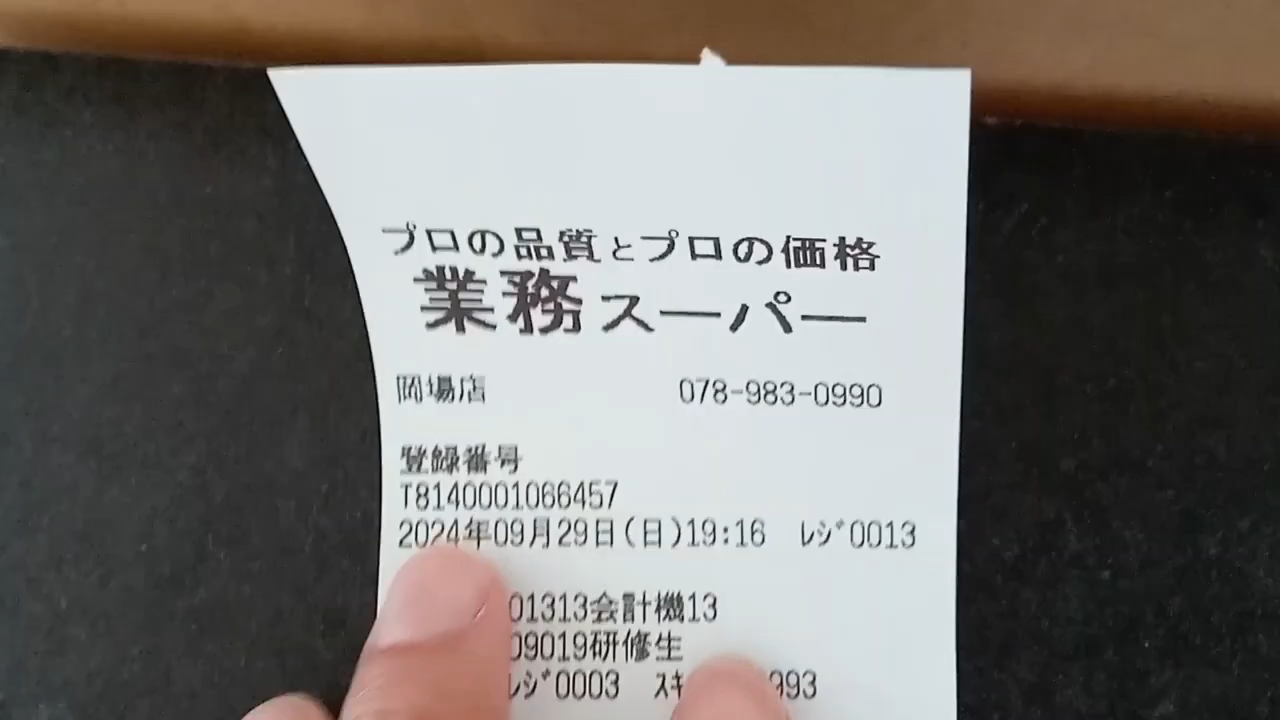 プロの品質とプロの価格
業務スーパー
岡場店 078-983-0990
登録番号
T8140001066457
2024年09月29日(日)19:16 ﾚｼﾞ0013
01313会計機13
09019研修生
ﾚｼﾞ0003 ｽｷ 993